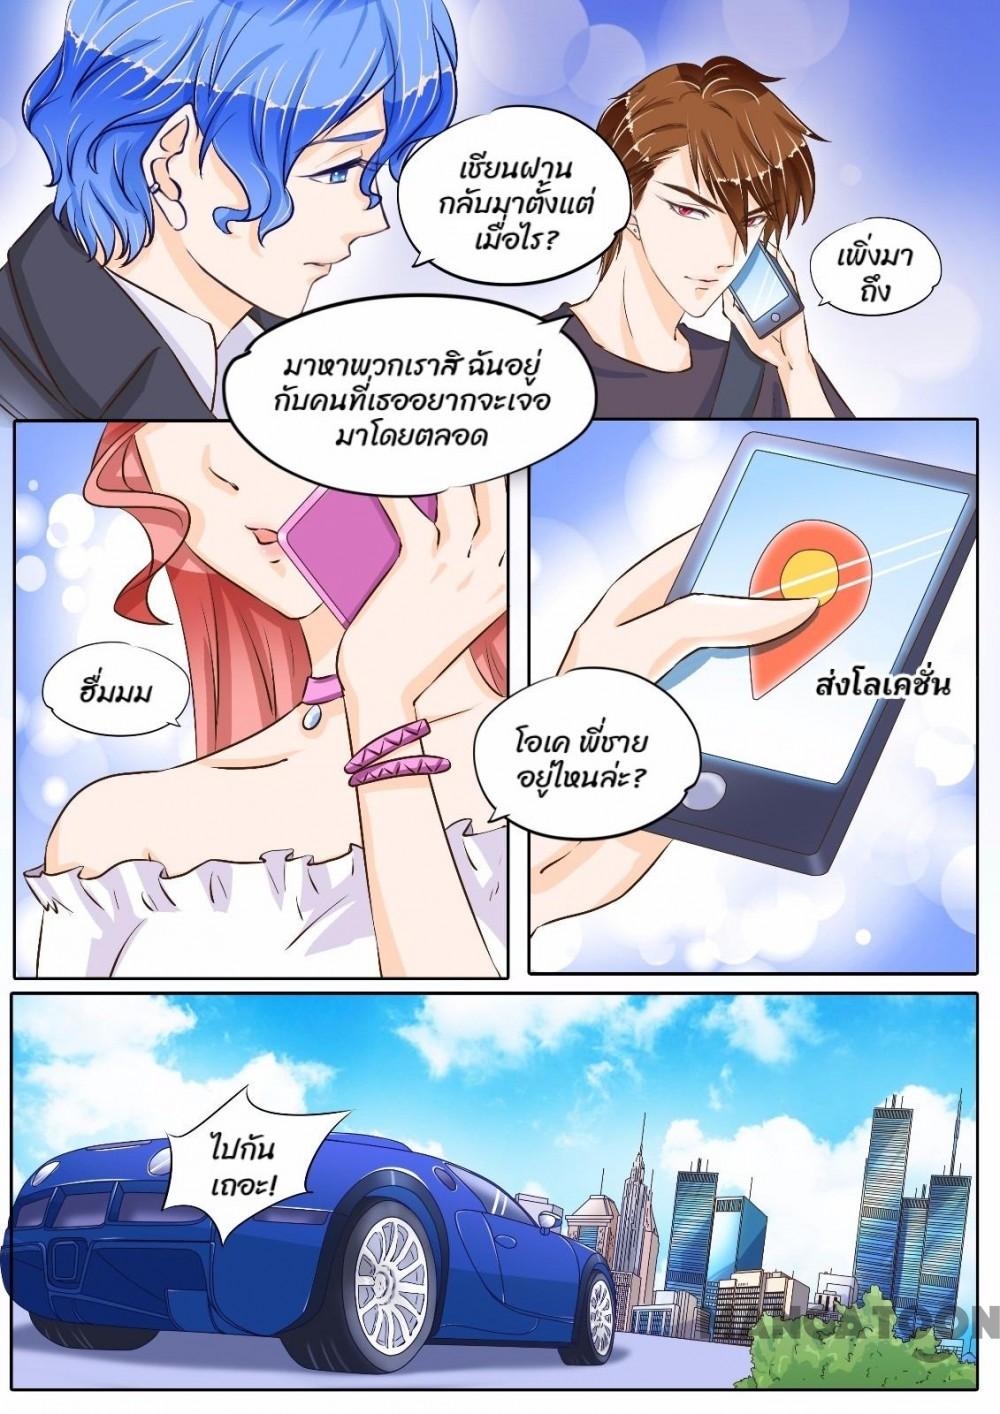 เชียนฝาน
กลับมาตั้งแต่
เมื่อไร?
เพิ่งมา
ถึง
มาหาพวกเราสิ ฉันอยู่
กับคนที่เธออยากจะเจอ
มาโดยตลอด
ฮื่มมม
ส่งโลเคชั่น
โอเค พี่ชาย
อยู่ไหนล่ะ?
ไปกัน
เถอะ!
MANGATOON